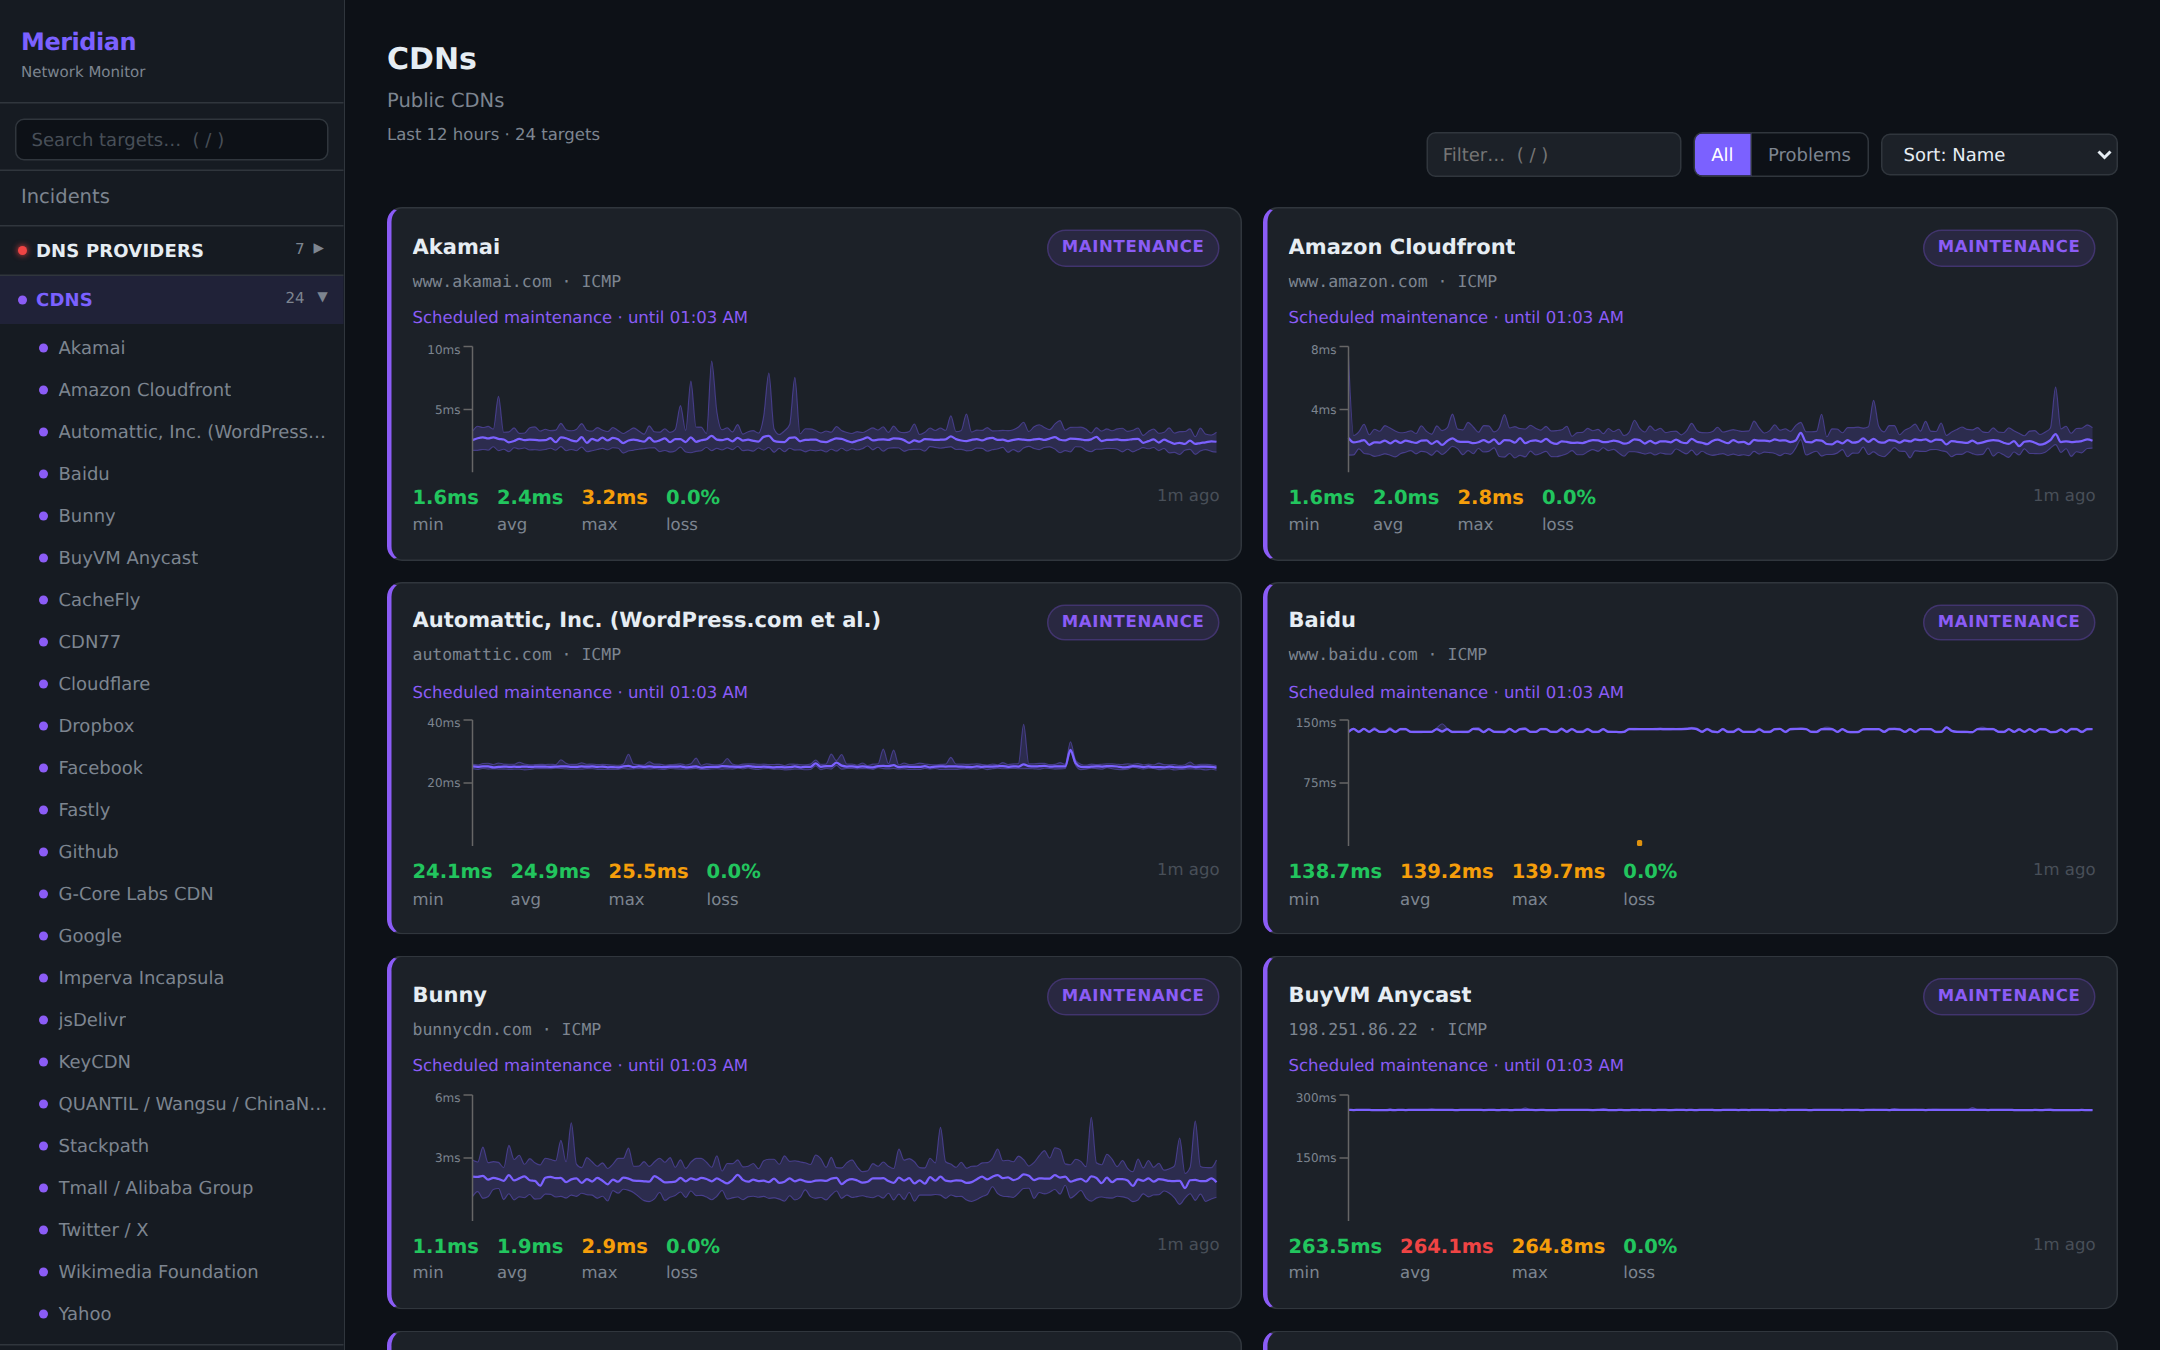 Meridian
Network Monitor
Search targets… ( / )
Incidents
DNS PROVIDERS 7 ▶
CDNS 24 ▼
Akamai
Amazon Cloudfront
Automattic, Inc. (WordPress…
Baidu
Bunny
BuyVM Anycast
CacheFly
CDN77
Cloudflare
Dropbox
Facebook
Fastly
Github
G-Core Labs CDN
Google
Imperva Incapsula
jsDelivr
KeyCDN
QUANTIL / Wangsu / ChinaN…
Stackpath
Tmall / Alibaba Group
Twitter / X
Wikimedia Foundation
Yahoo
CDNs
Public CDNs
Last 12 hours · 24 targets
Filter… ( / ) All Problems Sort: Name
Akamai MAINTENANCE
www.akamai.com · ICMP
Scheduled maintenance · until 01:03 AM
10ms
5ms
1.6ms 2.4ms 3.2ms 0.0% 1m ago
min avg max loss
Amazon Cloudfront MAINTENANCE
www.amazon.com · ICMP
Scheduled maintenance · until 01:03 AM
8ms
4ms
1.6ms 2.0ms 2.8ms 0.0% 1m ago
min avg max loss
Automattic, Inc. (WordPress.com et al.) MAINTENANCE
automattic.com · ICMP
Scheduled maintenance · until 01:03 AM
40ms
20ms
24.1ms 24.9ms 25.5ms 0.0% 1m ago
min avg max loss
Baidu MAINTENANCE
www.baidu.com · ICMP
Scheduled maintenance · until 01:03 AM
150ms
75ms
138.7ms 139.2ms 139.7ms 0.0% 1m ago
min avg max loss
Bunny MAINTENANCE
bunnycdn.com · ICMP
Scheduled maintenance · until 01:03 AM
6ms
3ms
1.1ms 1.9ms 2.9ms 0.0% 1m ago
min avg max loss
BuyVM Anycast MAINTENANCE
198.251.86.22 · ICMP
Scheduled maintenance · until 01:03 AM
300ms
150ms
263.5ms 264.1ms 264.8ms 0.0% 1m ago
min avg max loss